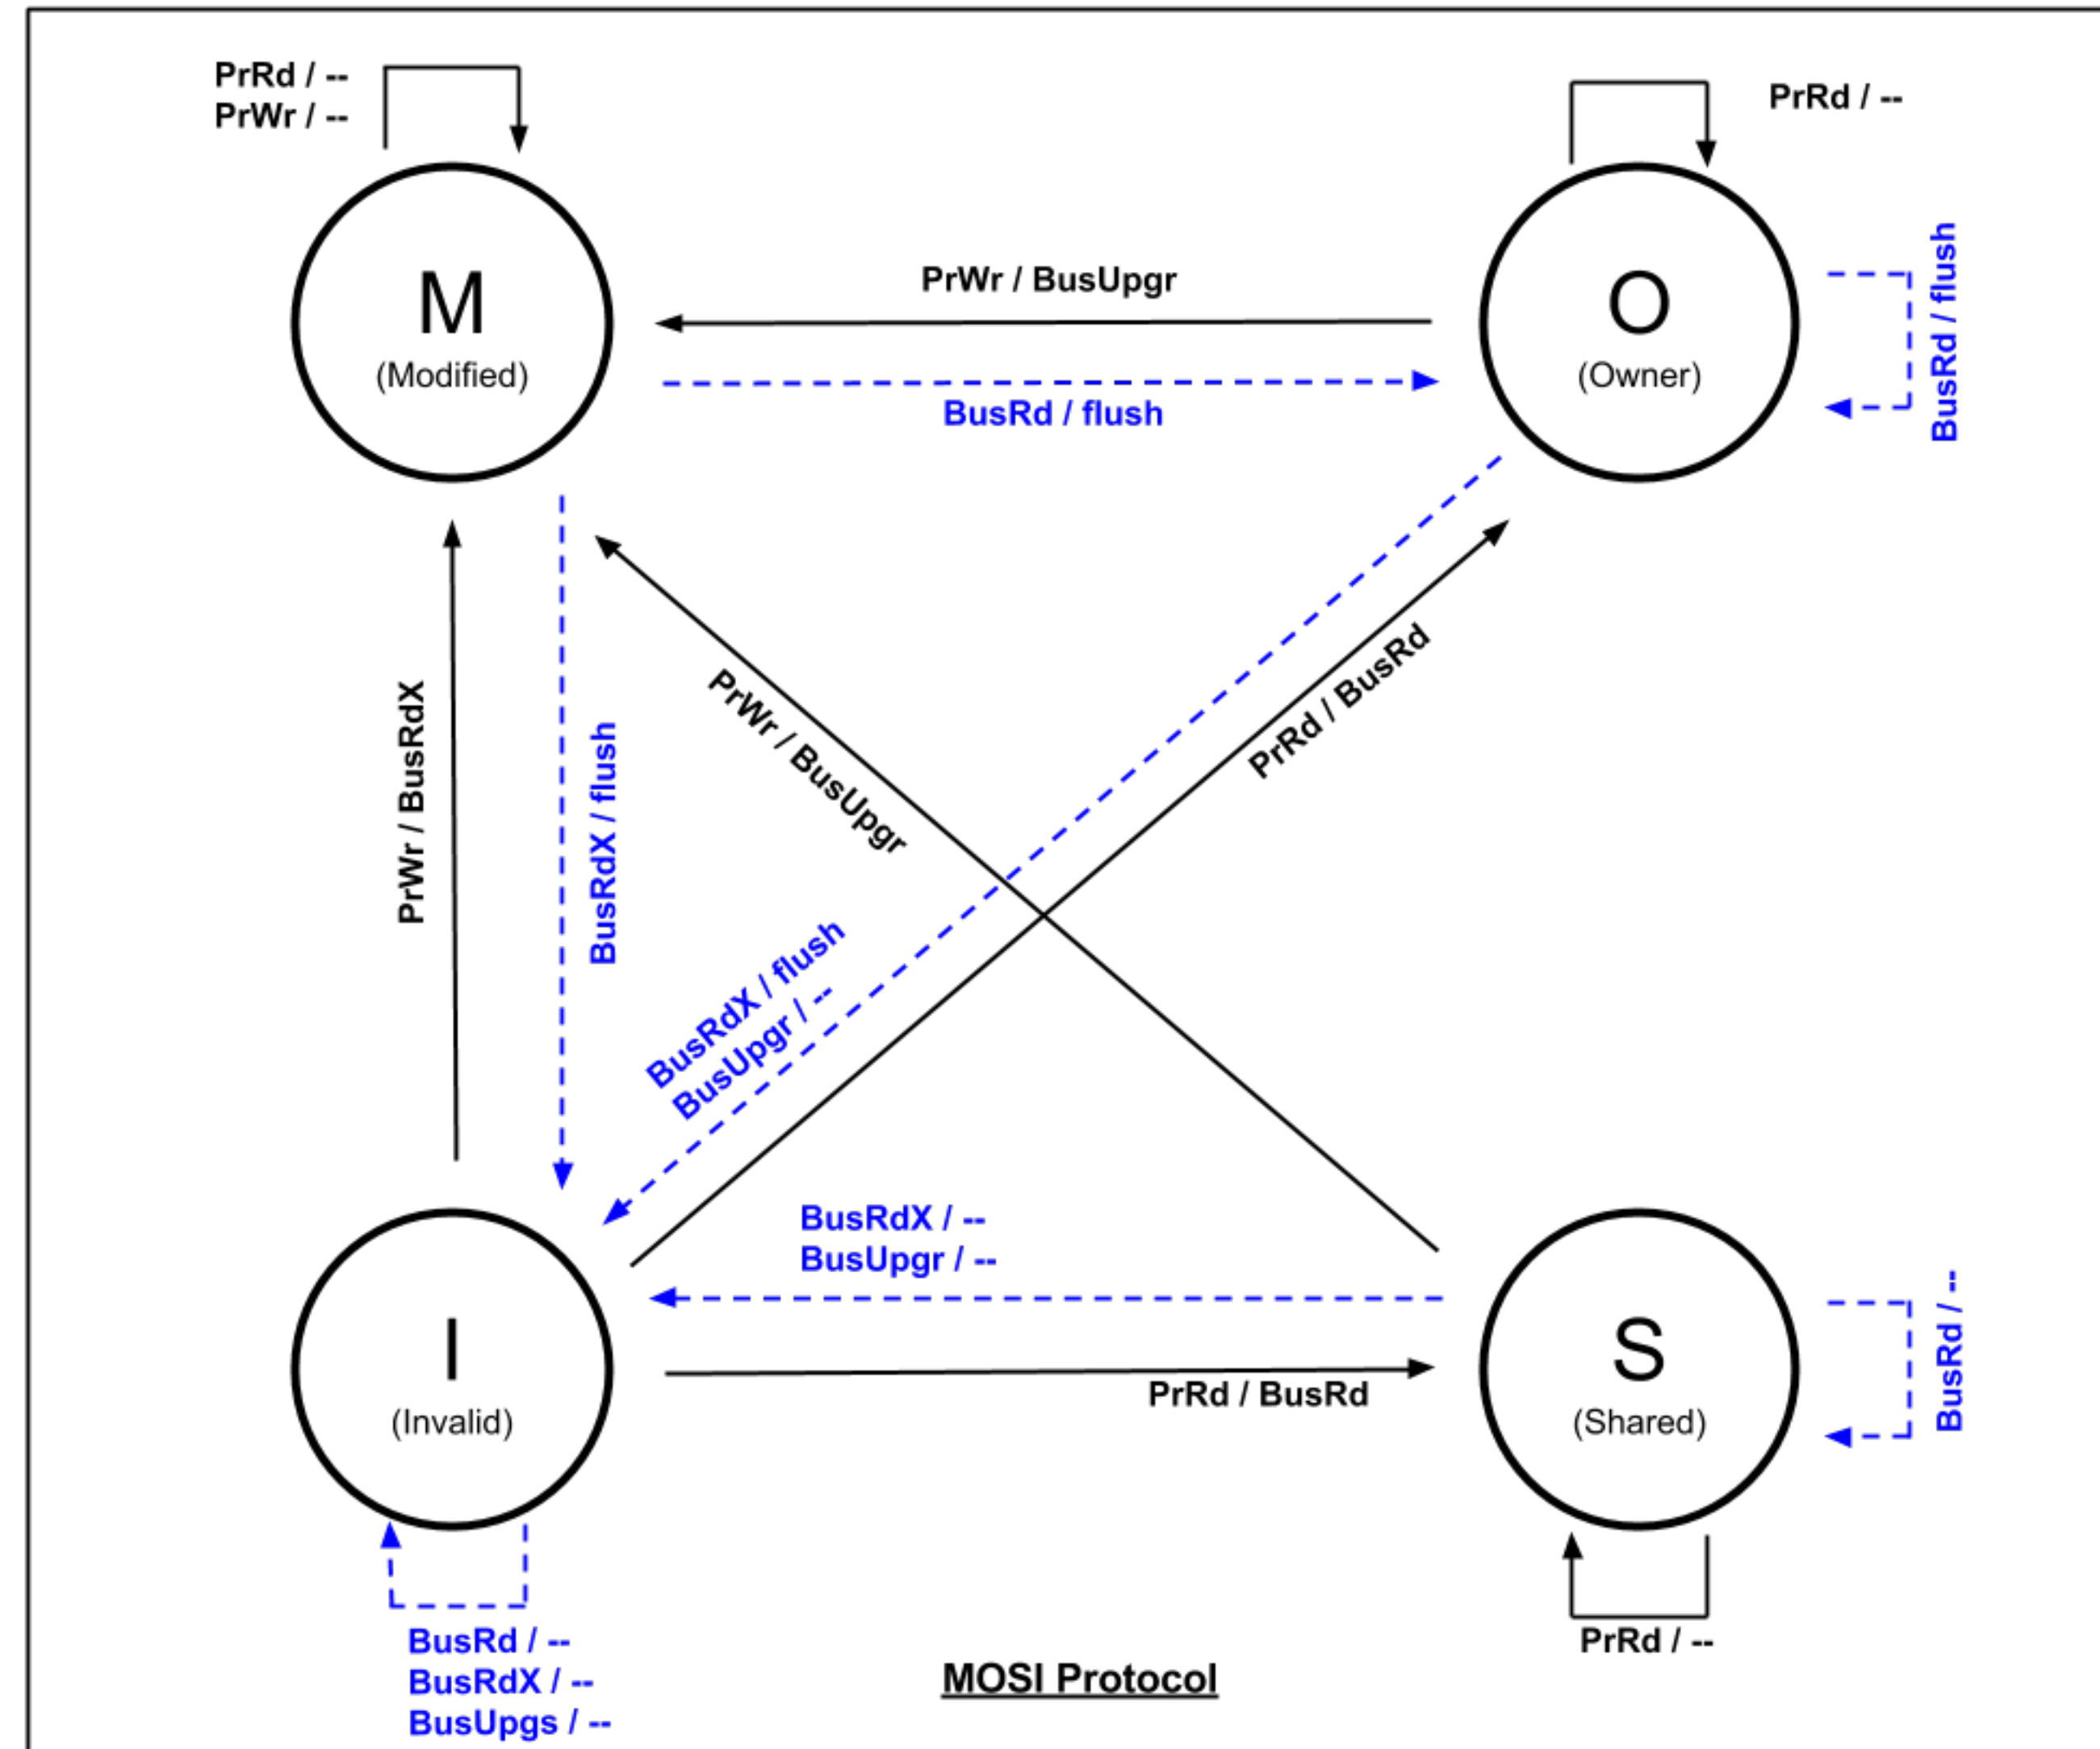 PrRd / --
PrWr / --
PrRd / --
M
(Modified)
O
(Owner)
PrWr / BusUpgr
BusRd / flush
BusRd / flush
PrWr / BusRdX
BusRdX / flush
PrWr / BusUpgr
PrRd / BusRd
BusRdX / flush
BusUpgr / --
BusRdX / --
BusUpgr / --
I
(Invalid)
PrRd / BusRd
S
(Shared)
BusRd / --
BusRd / --
BusRdX / --
BusUpgs / --
MOSI Protocol
PrRd / --